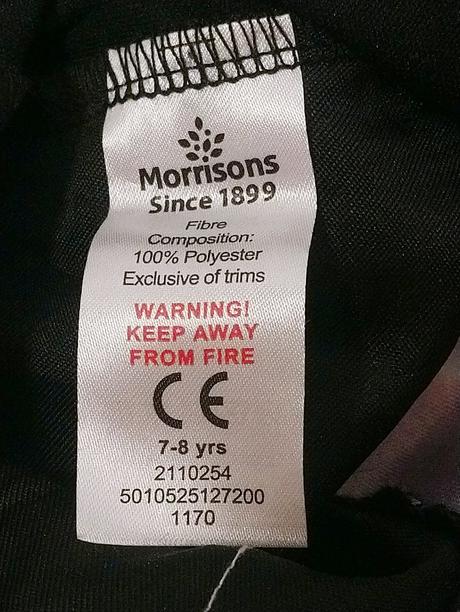 Morrisons
Since 1899
Fibre
Composition:
100% Polyester
Exclusive of trims
WARNING!
KEEP AWAY
FROM FIRE
CE
7-8 yrs
2110254
5010525127200
1170